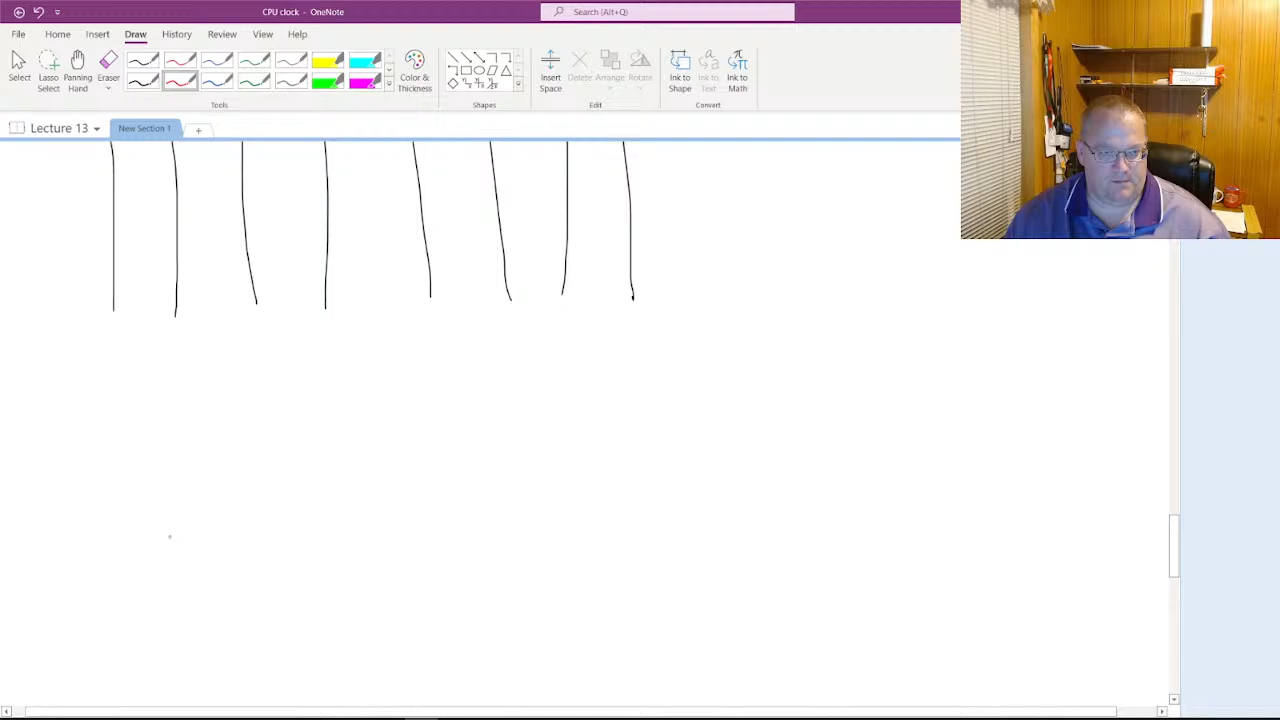 CPU clock - OneNote
Search (Alt+Q)
File Home Insert Draw History Review View Help
Select
Lasso Select
Panning Hand
Eraser
Color & Thickness
Insert Space
Delete
Arrange
Rotate
Ink to Shape
Ink to Text
Ink to Math
Tools Shapes Edit Convert
Lecture 13 New Section 1 +